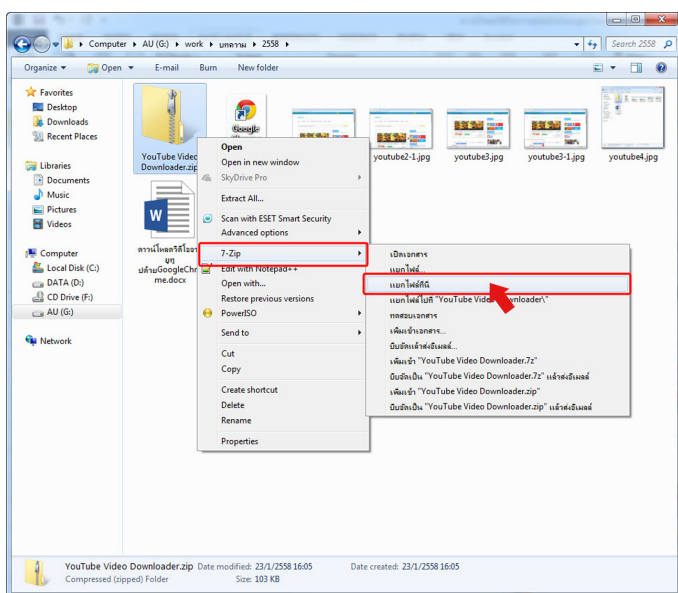 Computer ▸ AU (G:) ▸ work ▸ บทความ ▸ 2558 ▸
Search 2558
Organize Open E-mail Burn New folder
Favorites
Desktop
Downloads
Recent Places
Libraries
Documents
Music
Pictures
Videos
Computer
Local Disk (C:)
DATA (D:)
CD Drive (F:)
AU (G:)
Network
YouTube Video
Downloader.zip
Google
youtube2-1.jpg
youtube3.jpg
youtube3-1.jpg
youtube4.jpg
me.docx
Open
Open in new window
SkyDrive Pro
Extract All...
Scan with ESET Smart Security
Advanced options
7-Zip
Edit with Notepad++
Open with...
Restore previous versions
PowerISO
Send to
Cut
Copy
Create shortcut
Delete
Rename
Properties
เปิดเอกสาร
แยกไฟล์...
แยกไฟล์ที่นี่
แยกไฟล์ไปที่ "YouTube Video
ทดสอบเอกสาร
เพิ่มเข้าเอกสาร...
บีบอัดแล้วส่งอีเมลล์...
เพิ่มเข้า "YouTube Video Downloader.7z"
บีบอัดเป็น "YouTube Video Downloader.7z" แล้วส่งอีเมลล์
เพิ่มเข้า "YouTube Video Downloader.zip"
บีบอัดเป็น "YouTube Video Downloader.zip" แล้วส่งอีเมลล์
YouTube Video Downloader.zip Date modified: 23/1/2558 16:05 Date created: 23/1/2558 16:05
Compressed (zipped) Folder Size: 103 KB